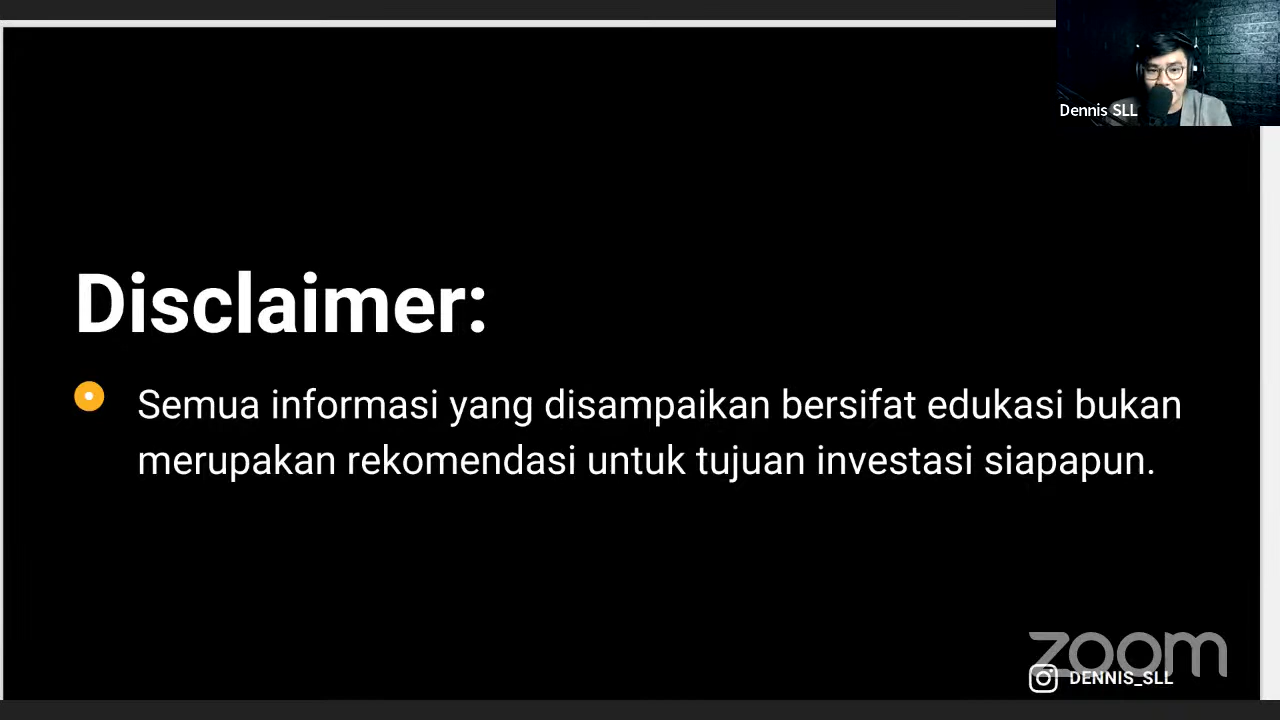 Dennis SLL
Disclaimer:
Semua informasi yang disampaikan bersifat edukasi bukan
merupakan rekomendasi untuk tujuan investasi siapapun.
zoom
DENNIS_SLL